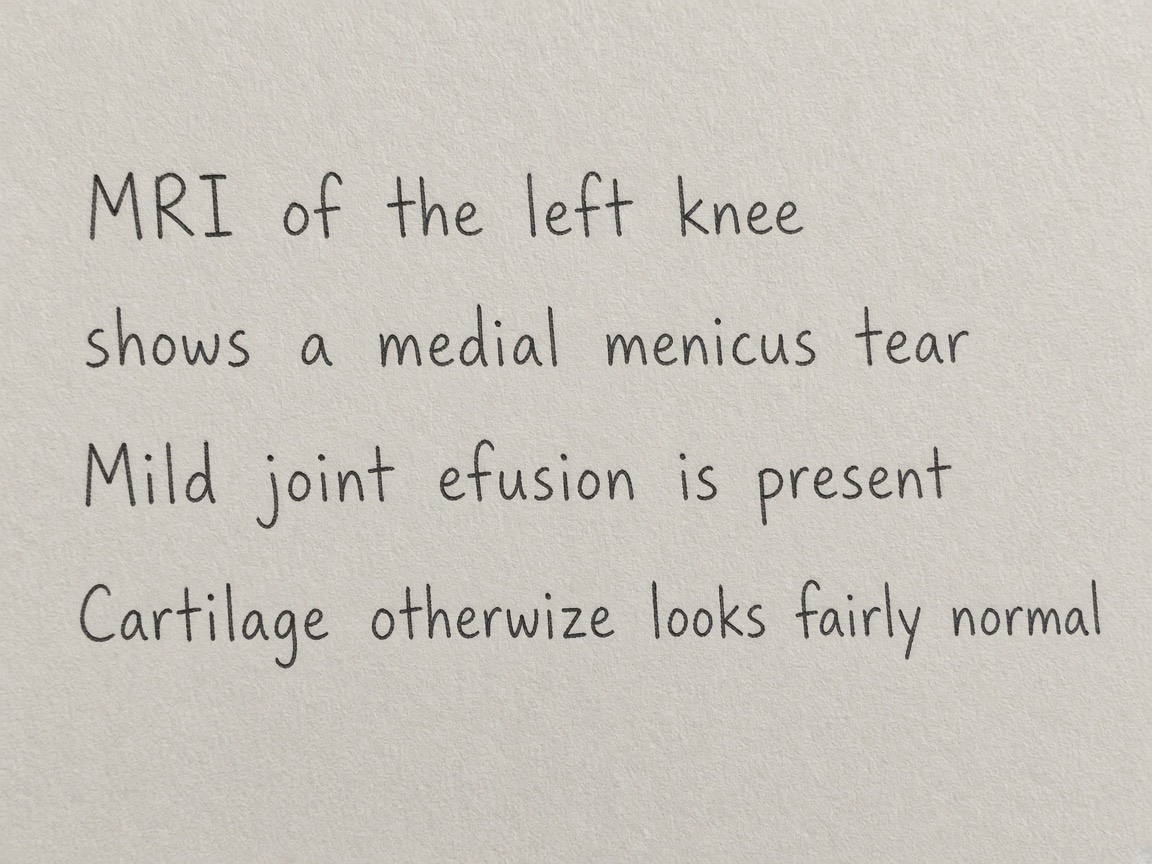 MRI of the left knee
shows a medial menicus tear
Mild joint efusion is present
Cartilage otherwize looks fairly normal